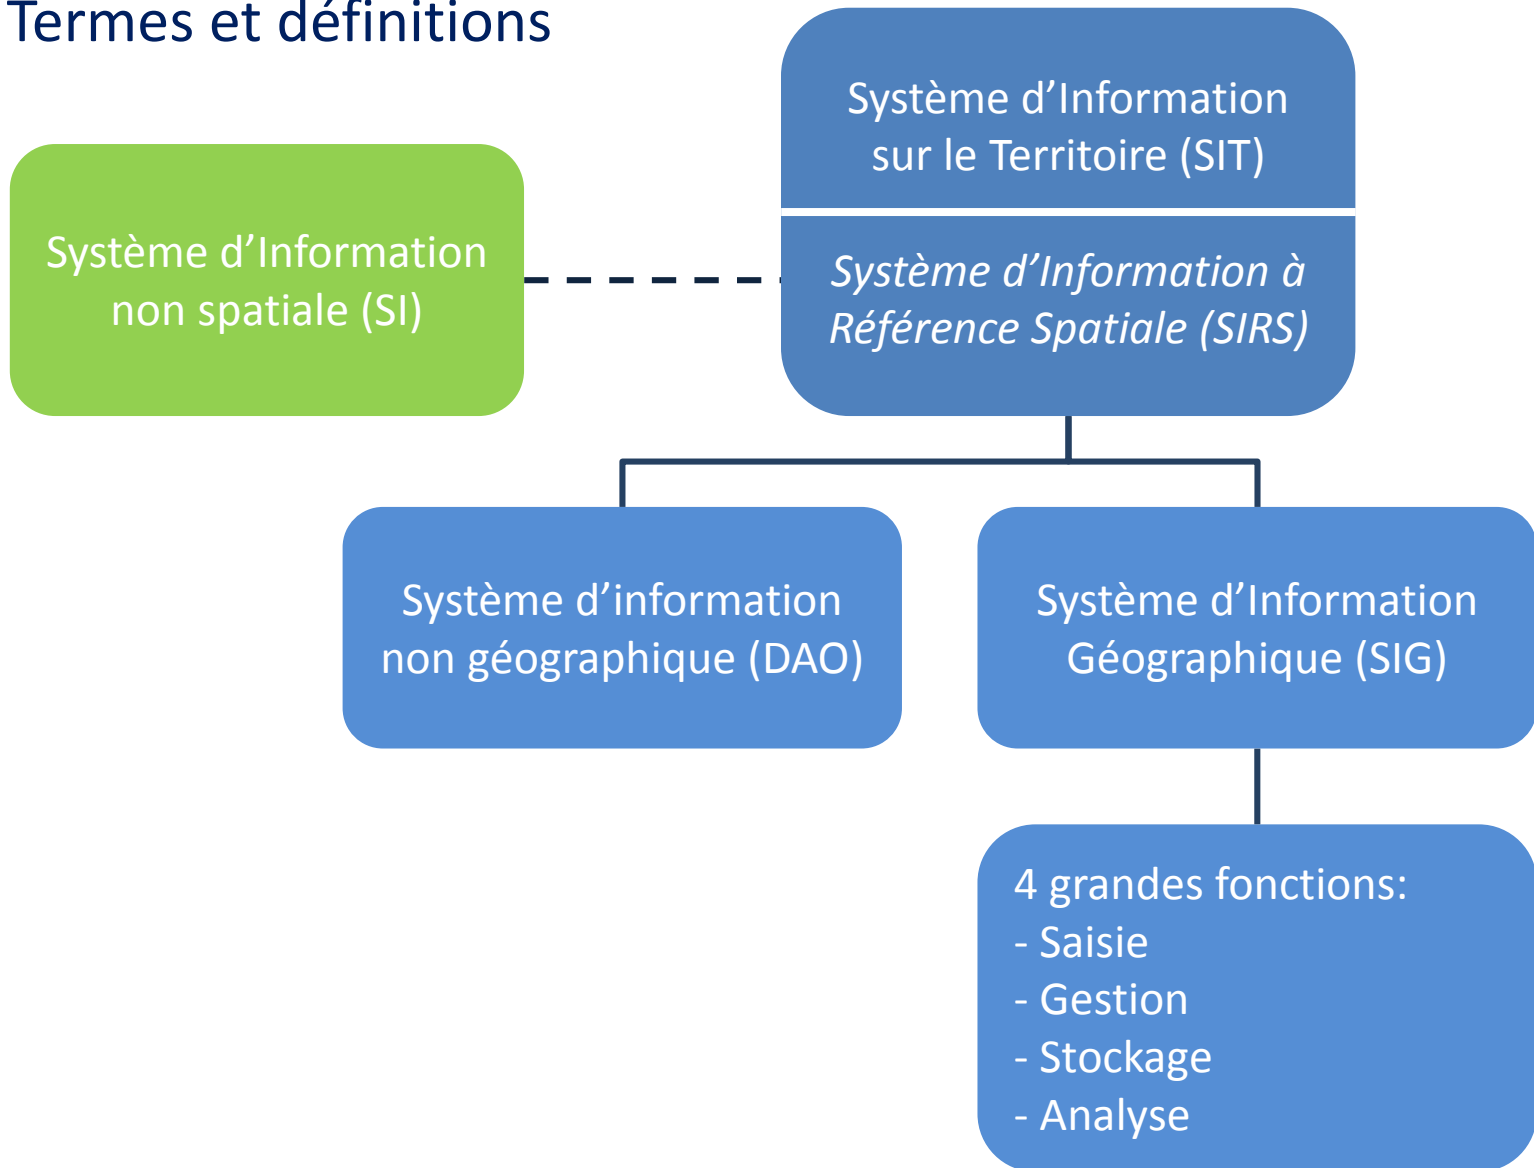 Termes et définitions
Système d’Information
sur le Territoire (SIT)
Système d’Information à
Référence Spatiale (SIRS)
Système d’Information
non spatiale (SI)
Système d’information
non géographique (DAO)
Système d’Information
Géographique (SIG)
4 grandes fonctions:
- Saisie
- Gestion
- Stockage
- Analyse